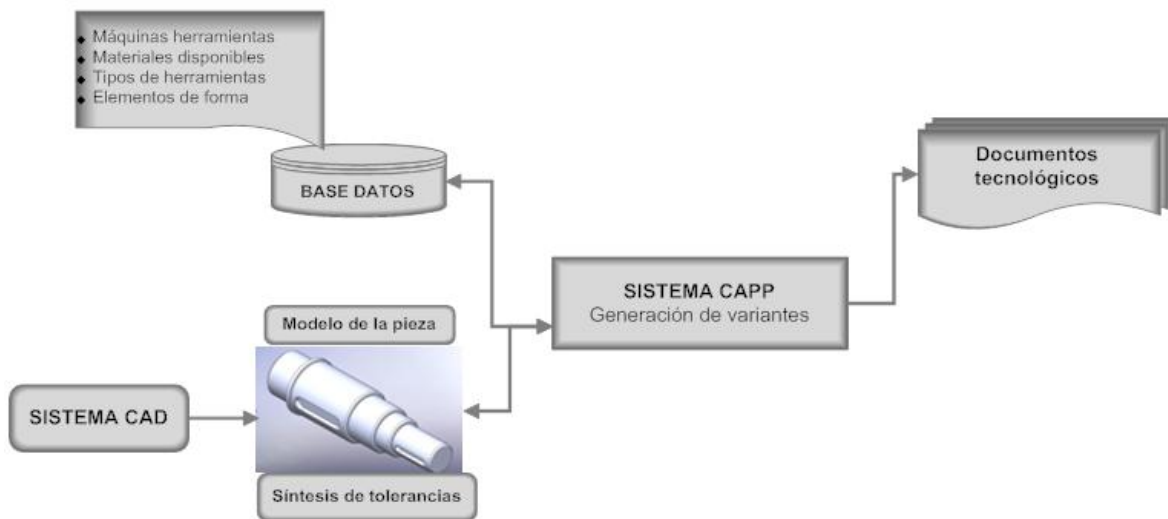 ◆ Máquinas herramientas
◆ Materiales disponibles
◆ Tipos de herramientas
◆ Elementos de forma
BASE DATOS
Documentos
tecnológicos
SISTEMA CAPP
Generación de variantes
Modelo de la pieza
SISTEMA CAD
Síntesis de tolerancias